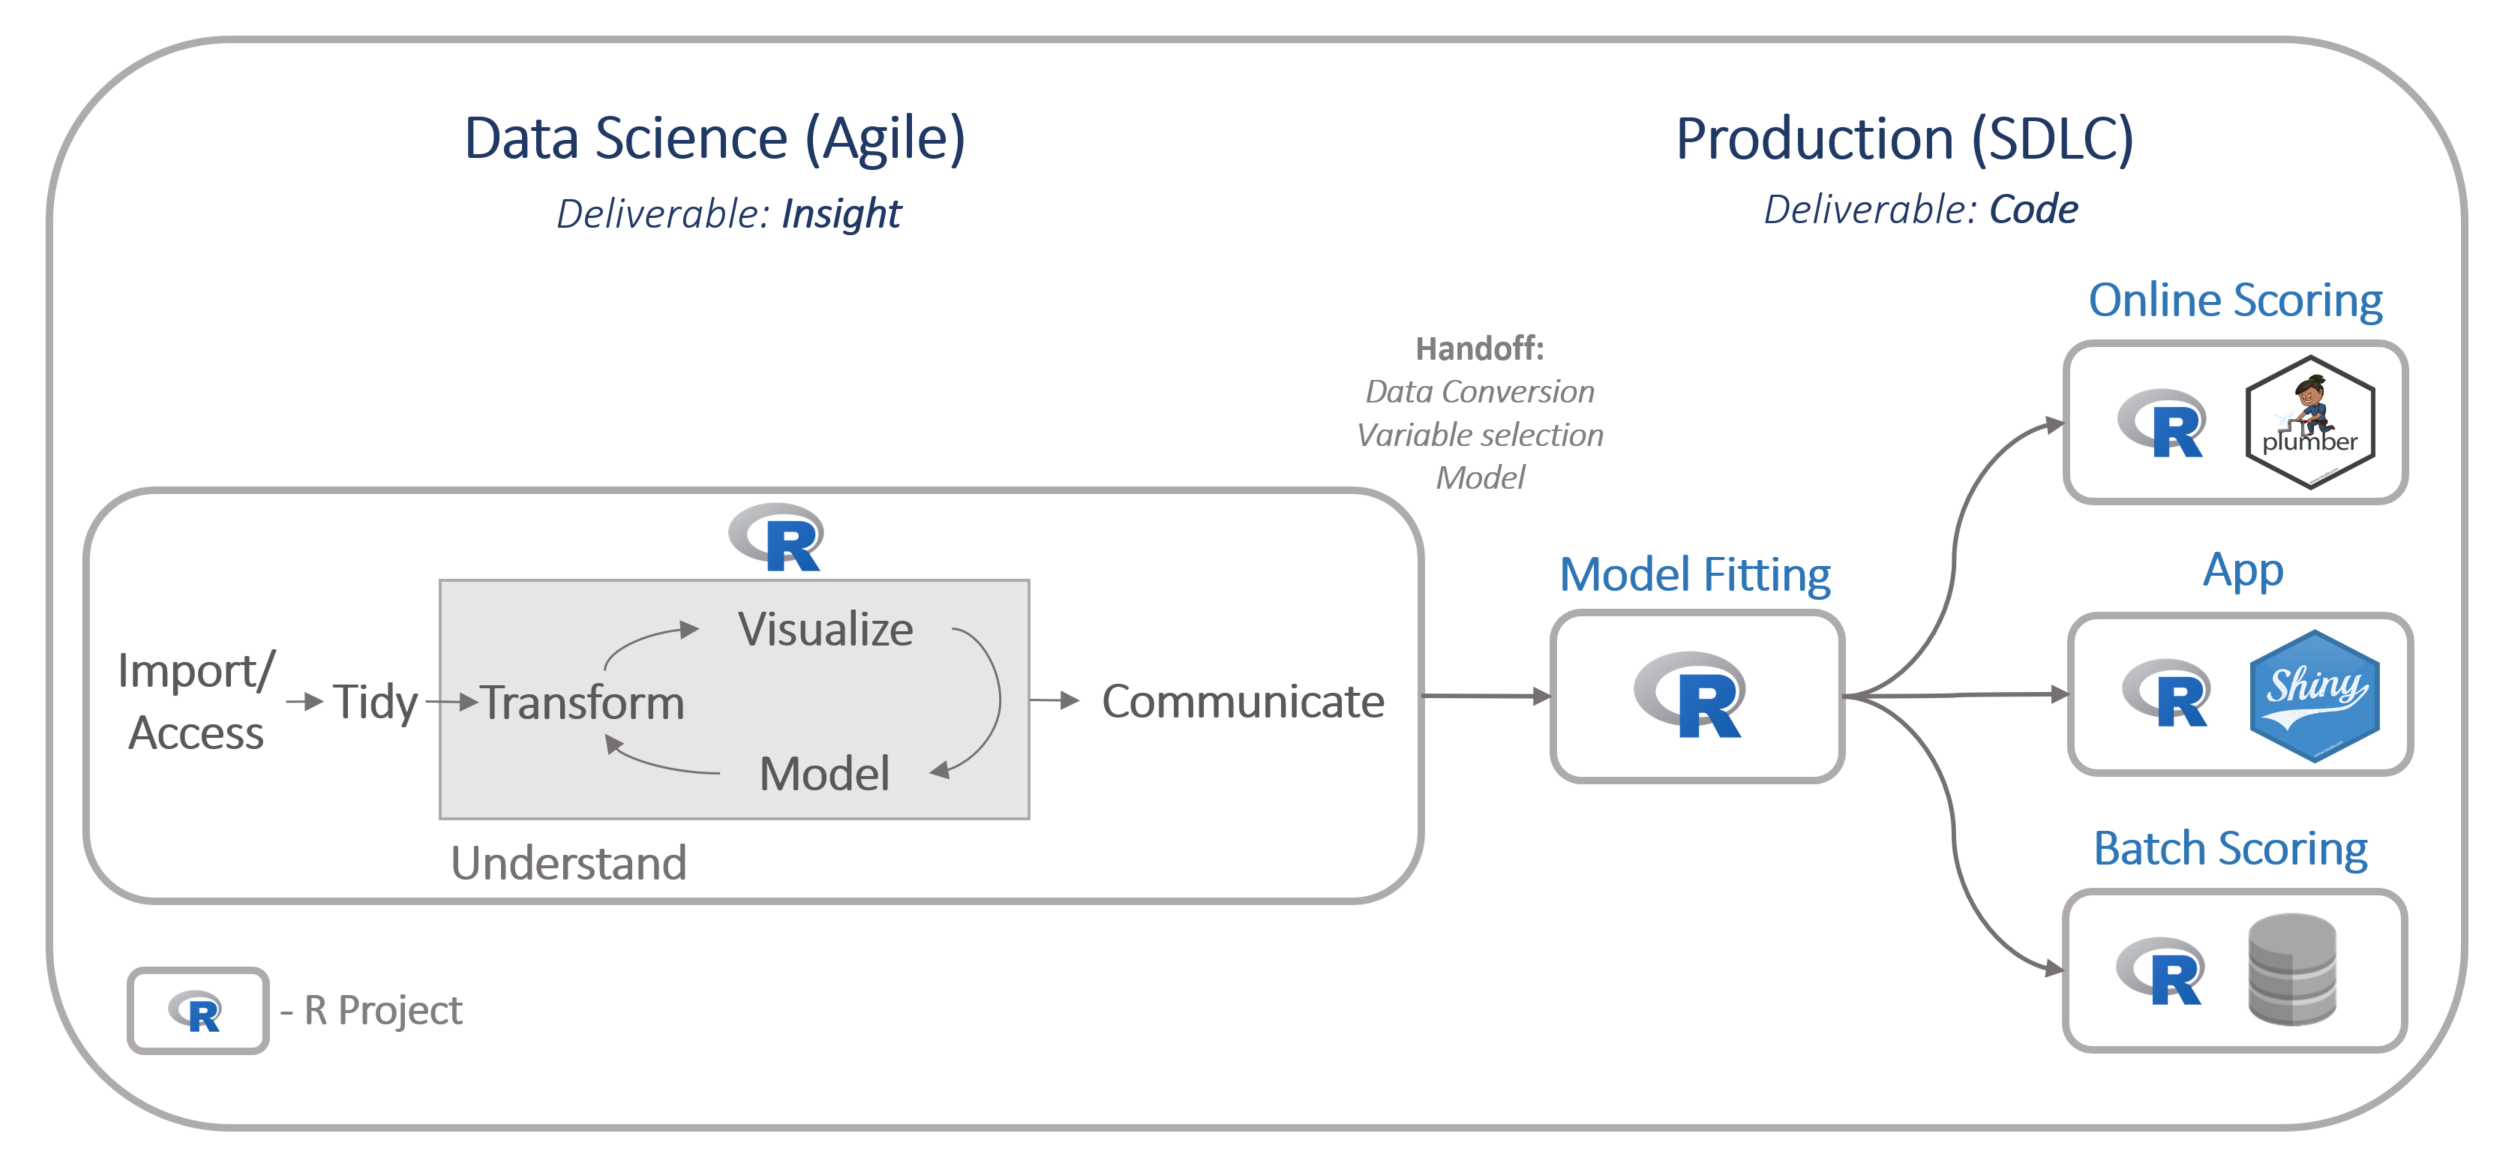 Data Science (Agile)
Deliverable: Insight
Production (SDLC)
Deliverable: Code
Handoff:
Data Conversion
Variable selection
Model
R
Import/
Access
Tidy
Transform
Visualize
Model
Understand
Communicate
Model Fitting
R
Online Scoring
R
plumber
App
R
Shiny
Batch Scoring
R
R
- R Project